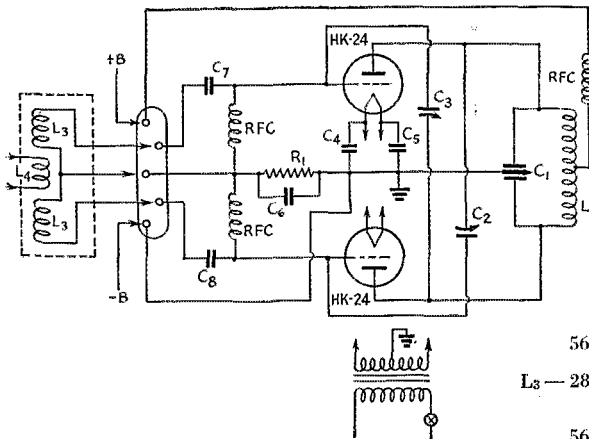 HK-24
+B
C7
RFC
L3
RFC
C3
L4
C4
C5
R1
C1
L
C6
C2
L3
RFC
-B
C8
HK-24
56
L3 — 28
56